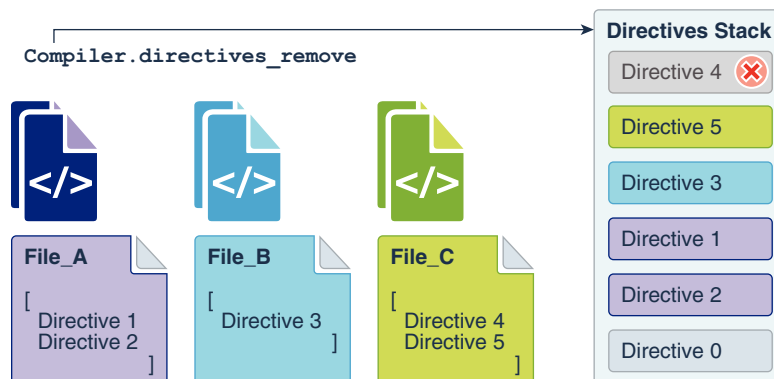 Compiler.directives_remove
</>
</>
</>
File_A
[
Directive 1
Directive 2
]
File_B
[
Directive 3
]
File_C
[
Directive 4
Directive 5
]
Directives Stack
Directive 4
Directive 5
Directive 3
Directive 1
Directive 2
Directive 0